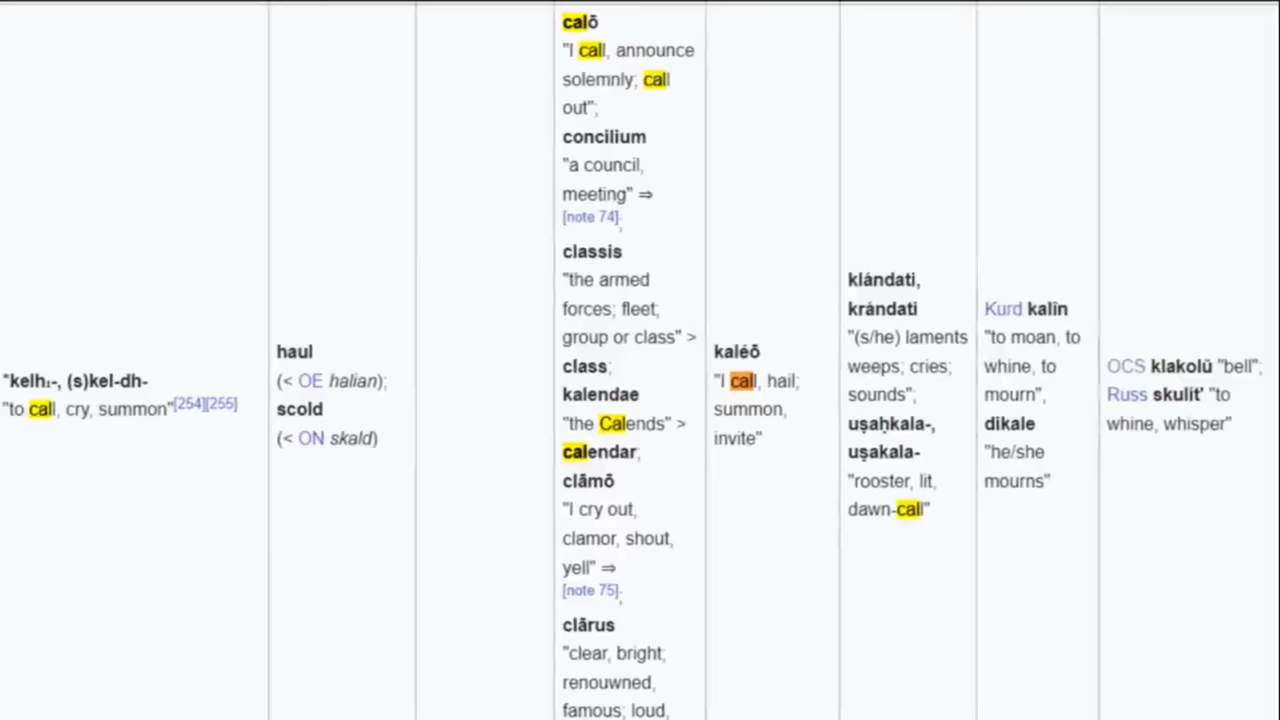 *kelh₁-, (s)kel-dh-
"to call, cry, summon"[254][255]
haul
(< OE halian);
scold
(< ON skald)
calō
"I call, announce
solemnly; call
out";
concilium
"a council,
meeting" ⇒
[note 74];
classis
"the armed
forces; fleet;
group or class" >
class;
kalendae
"the Calends" >
calendar;
clāmō
"I cry out,
clamor, shout,
yell" ⇒
[note 75];
clārus
"clear, bright;
renouwned,
famous; loud,
kaléō
"I call, hail;
summon,
invite"
klándati,
krándati
"(s/he) laments
weeps; cries;
sounds";
uṣaḥkala-,
uṣakala-
"rooster, lit,
dawn-call"
Kurd kalîn
"to moan, to
whine, to
mourn",
dikale
"he/she
mourns"
OCS klakolŭ "bell";
Russ skulít' "to
whine, whisper"